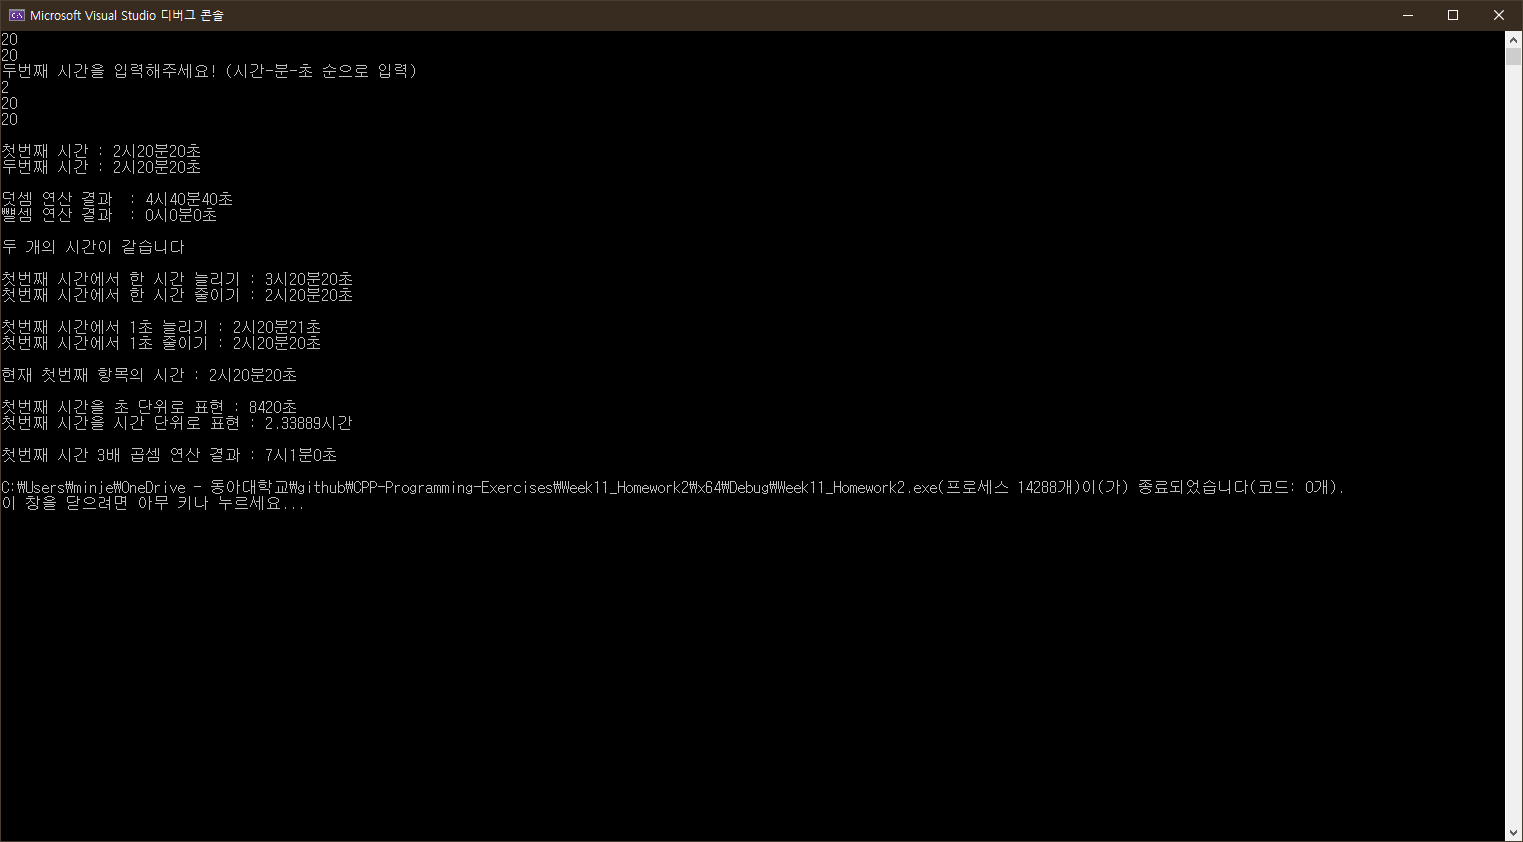 Microsoft Visual Studio 디버그 콘솔
20
20
두번째 시간을 입력해주세요! (시간-분-초 순으로 입력)
2
20
20
첫번째 시간 : 2시20분20초
두번째 시간 : 2시20분20초
덧셈 연산 결과  : 4시40분40초
뺄셈 연산 결과  : 0시0분0초
두 개의 시간이 같습니다
첫번째 시간에서 한 시간 늘리기 : 3시20분20초
첫번째 시간에서 한 시간 줄이기 : 2시20분20초
첫번째 시간에서 1초 늘리기 : 2시20분21초
첫번째 시간에서 1초 줄이기 : 2시20분20초
현재 첫번째 항목의 시간 : 2시20분20초
첫번째 시간을 초 단위로 표현 : 8420초
첫번째 시간을 시간 단위로 표현 : 2.33889시간
첫번째 시간 3배 곱셈 연산 결과 : 7시1분0초
C:₩Users₩minje₩OneDrive - 동아대학교₩github₩CPP-Programming-Exercises₩Week11_Homework2₩x64₩Debug₩Week11_Homework2.exe(프로세스 14288개)이(가) 종료되었습니다(코드: 0개).
이 창을 닫으려면 아무 키나 누르세요...